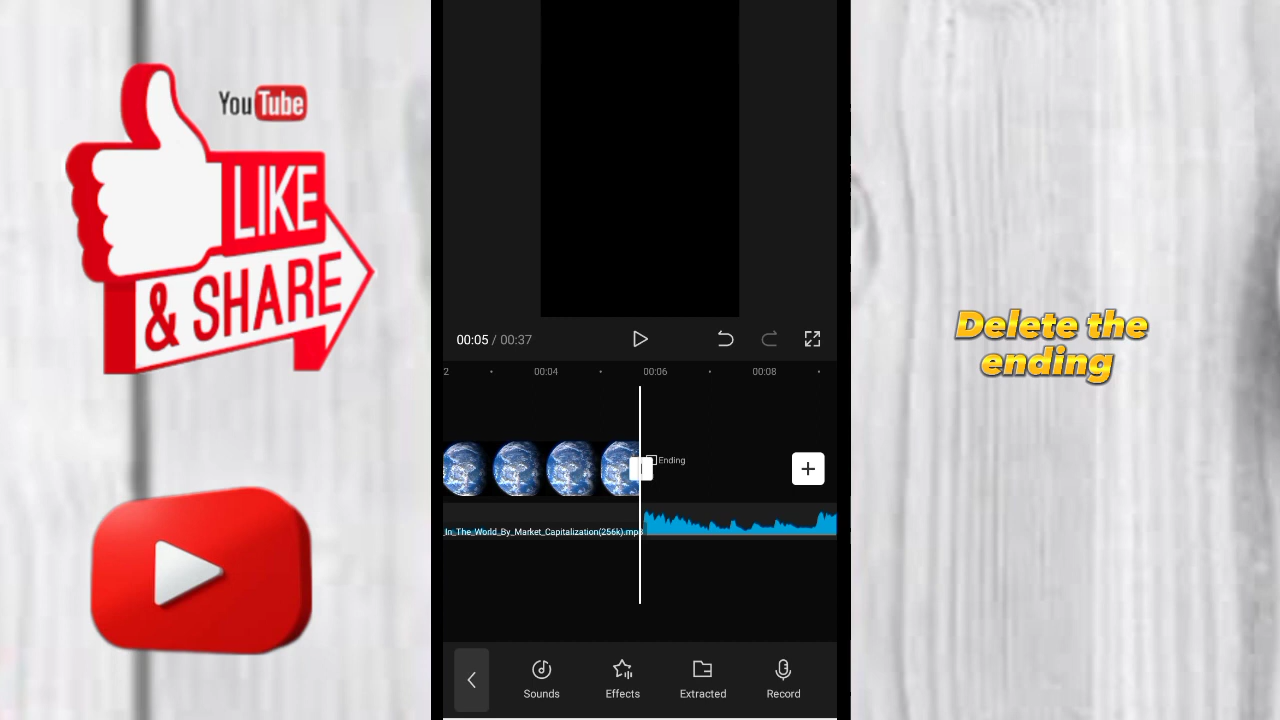 YouTube
LIKE
& SHARE
00:05 / 00:37
2
00:04
00:06
00:08
Ending
_In_The_World_By_Market_Capitalization(256k).mp3
Sounds
Effects
Extracted
Record
Delete the
ending